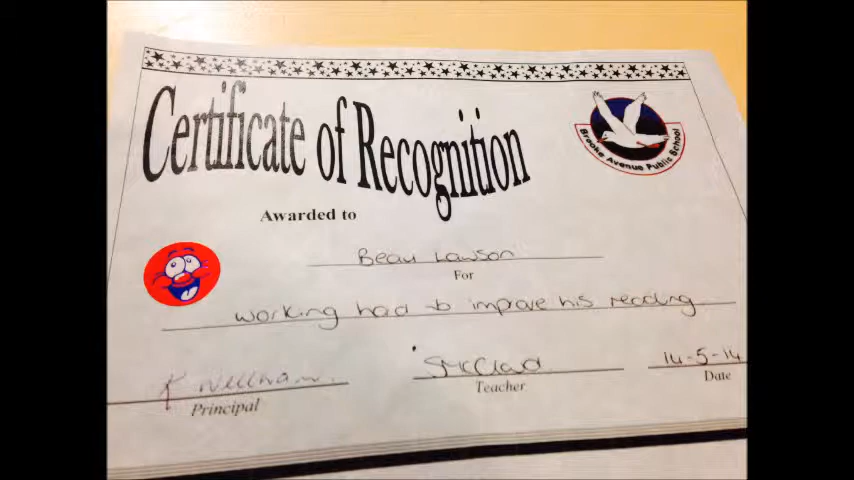 Certificate of Recognition
Brooke Avenue Public School
Awarded to
Beau Lawson
For
working had to improve his reading
14-5-14
Principal
Teacher
Date